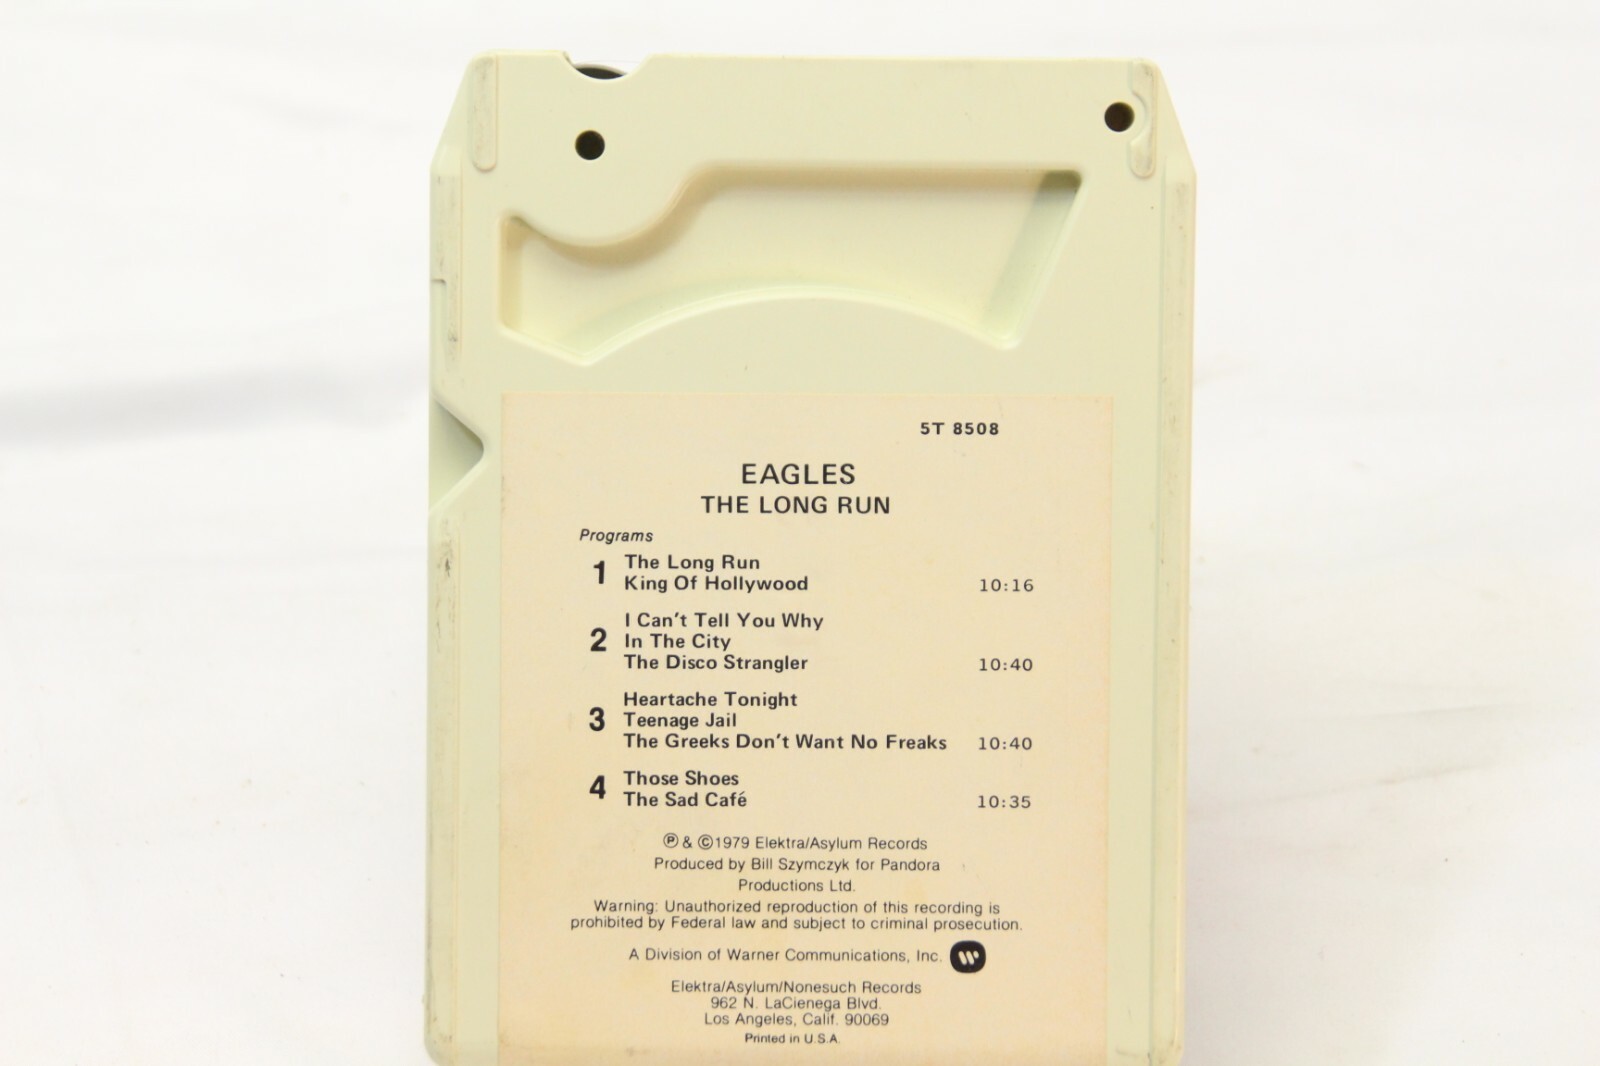 5T 8508
EAGLES
THE LONG RUN
Programs
1 The Long Run
King Of Hollywood 10:16
2 I Can't Tell You Why
In The City
The Disco Strangler 10:40
3 Heartache Tonight
Teenage Jail
The Greeks Don't Want No Freaks 10:40
4 Those Shoes
The Sad Café 10:35
Ⓟ & ©1979 Elektra/Asylum Records
Produced by Bill Szymczyk for Pandora
Productions Ltd.
Warning: Unauthorized reproduction of this recording is
prohibited by Federal law and subject to criminal prosecution.
A Division of Warner Communications, Inc.
Elektra/Asylum/Nonesuch Records
962 N. LaCienega Blvd.
Los Angeles, Calif. 90069
Printed in U.S.A.